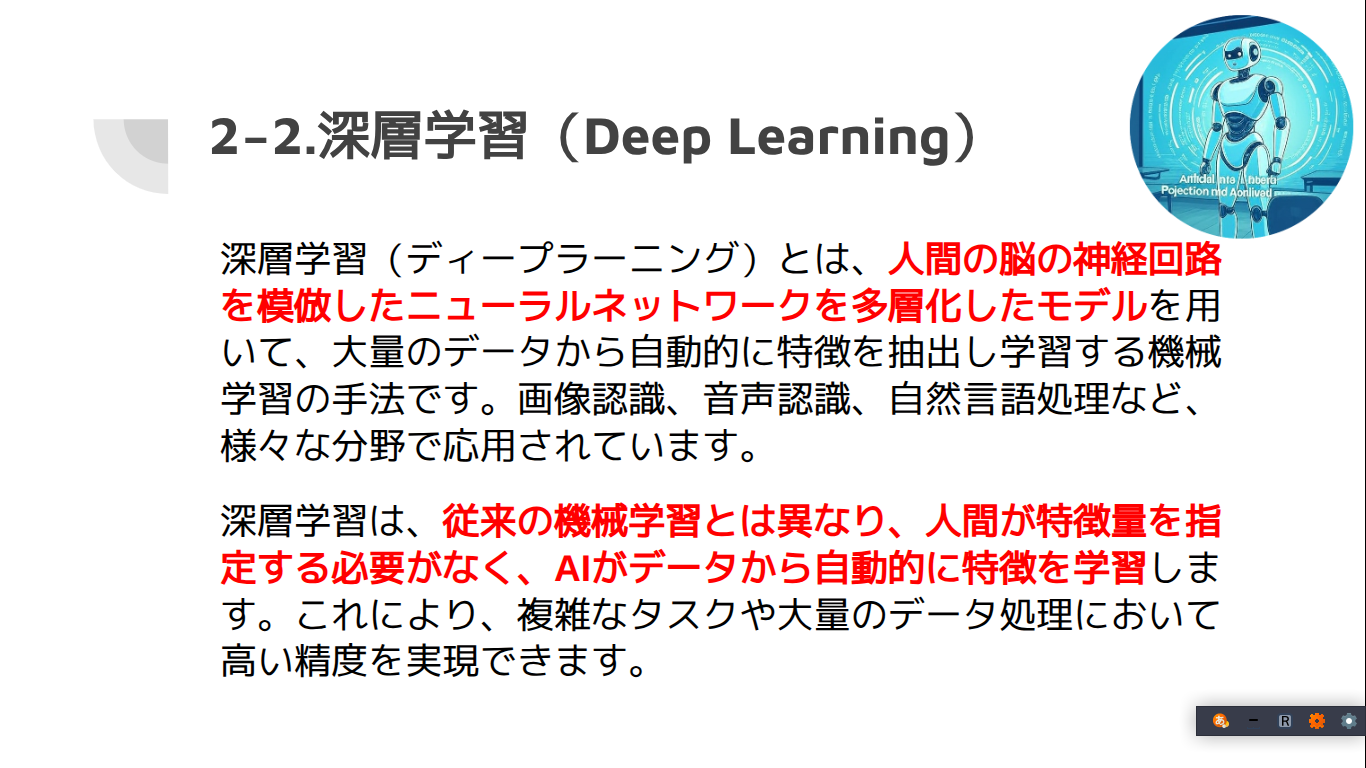 2-2.深層学習（Deep Learning）
深層学習（ディープラーニング）とは、人間の脳の神経回路
を模倣したニューラルネットワークを多層化したモデルを用
いて、大量のデータから自動的に特徴を抽出し学習する機械
学習の手法です。画像認識、音声認識、自然言語処理など、
様々な分野で応用されています。
深層学習は、従来の機械学習とは異なり、人間が特徴量を指
定する必要がなく、AIがデータから自動的に特徴を学習しま
す。これにより、複雑なタスクや大量のデータ処理において
高い精度を実現できます。
あ R